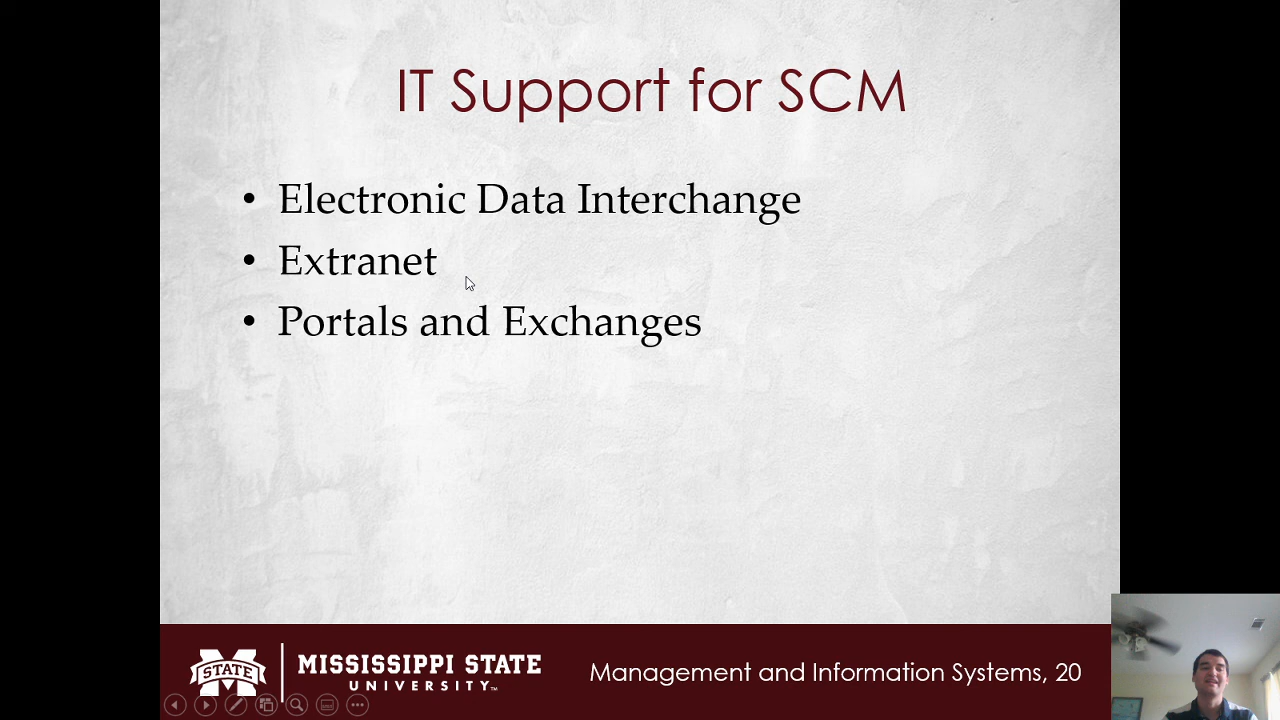 IT Support for SCM
• Electronic Data Interchange
• Extranet
• Portals and Exchanges
STATE
MISSISSIPPI STATE
UNIVERSITY™
Management and Information Systems, 20